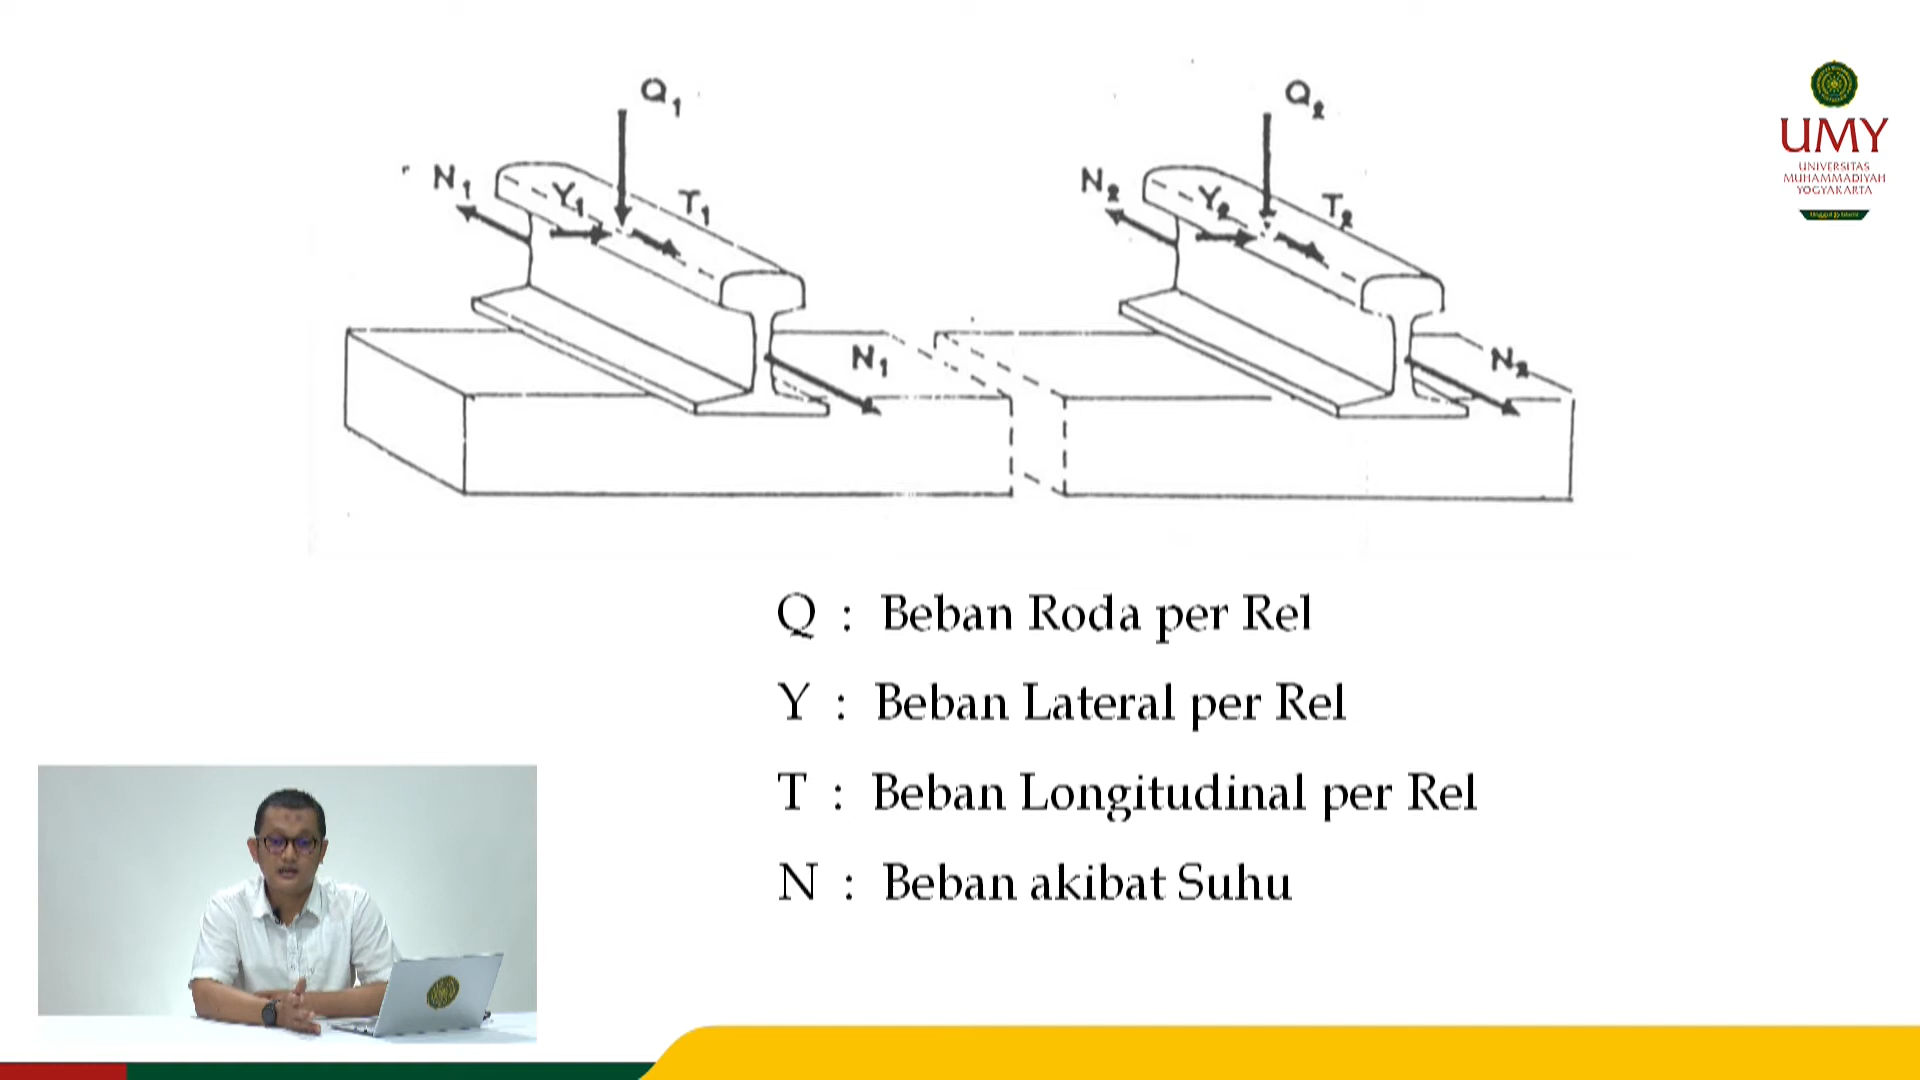 Q₁
Q₂
N₁
Y₁
T₁
N₂
Y₂
T₂
N₁
N₂
UMY
UNIVERSITAS
MUHAMMADIYAH
YOGYAKARTA
Q : Beban Roda per Rel
Y : Beban Lateral per Rel
T : Beban Longitudinal per Rel
N : Beban akibat Suhu